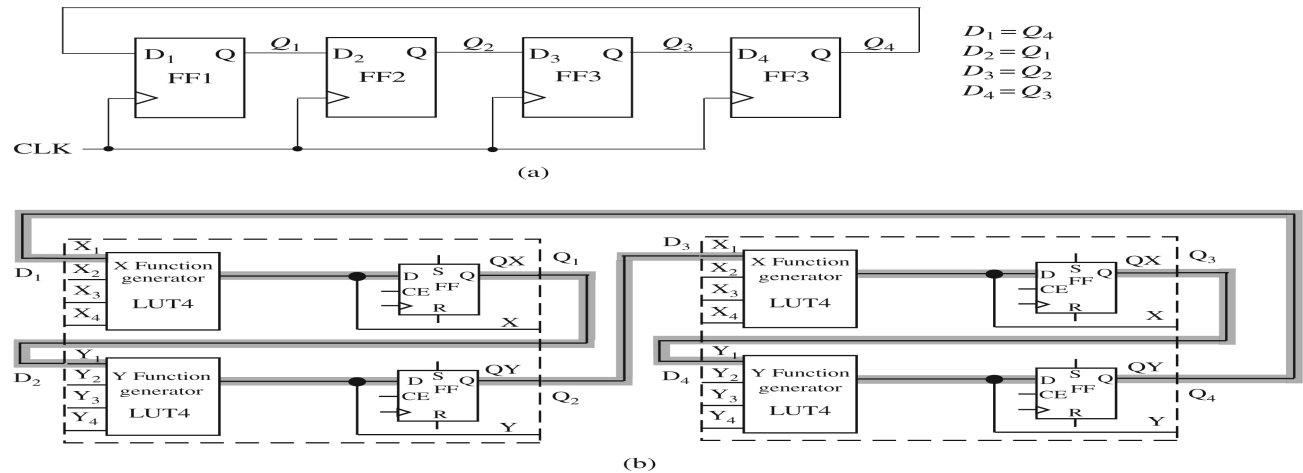 D₁ Q Q₁ D₂ Q Q₂ D₃ Q Q₃ D₄ Q Q₄
FF1 FF2 FF3 FF3
CLK
D₁ = Q₄
D₂ = Q₁
D₃ = Q₂
D₄ = Q₃
(a)
D₁
X₁
X₂
X₃
X₄
X Function
generator
LUT4
S
D Q
FF
CE
R
QX
Q₁
X
D₂
Y₁
Y₂
Y₃
Y₄
Y Function
generator
LUT4
S
D Q
FF
CE
R
QY
Q₂
Y
D₃
X₁
X₂
X₃
X₄
X Function
generator
LUT4
S
D Q
FF
CE
R
QX
Q₃
X
D₄
Y₁
Y₂
Y₃
Y₄
Y Function
generator
LUT4
S
D Q
FF
CE
R
QY
Q₄
Y
(b)